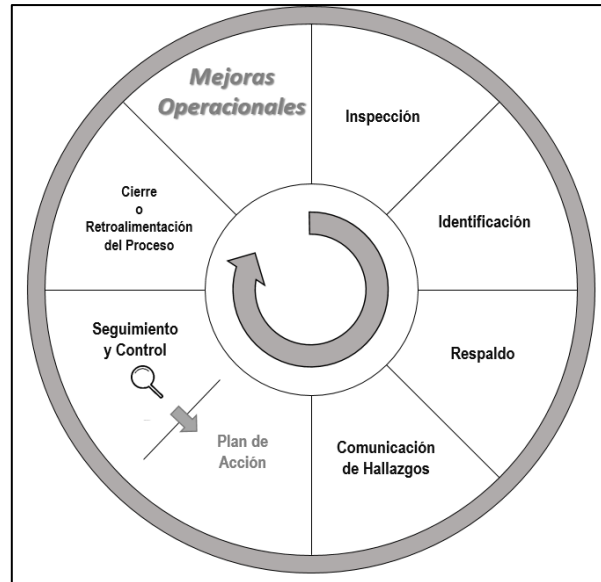 Mejoras
Operacionales
Inspección
Identificación
Respaldo
Comunicación
de Hallazgos
Plan de
Acción
Seguimiento
y Control
Cierre
o
Retroalimentación
del Proceso